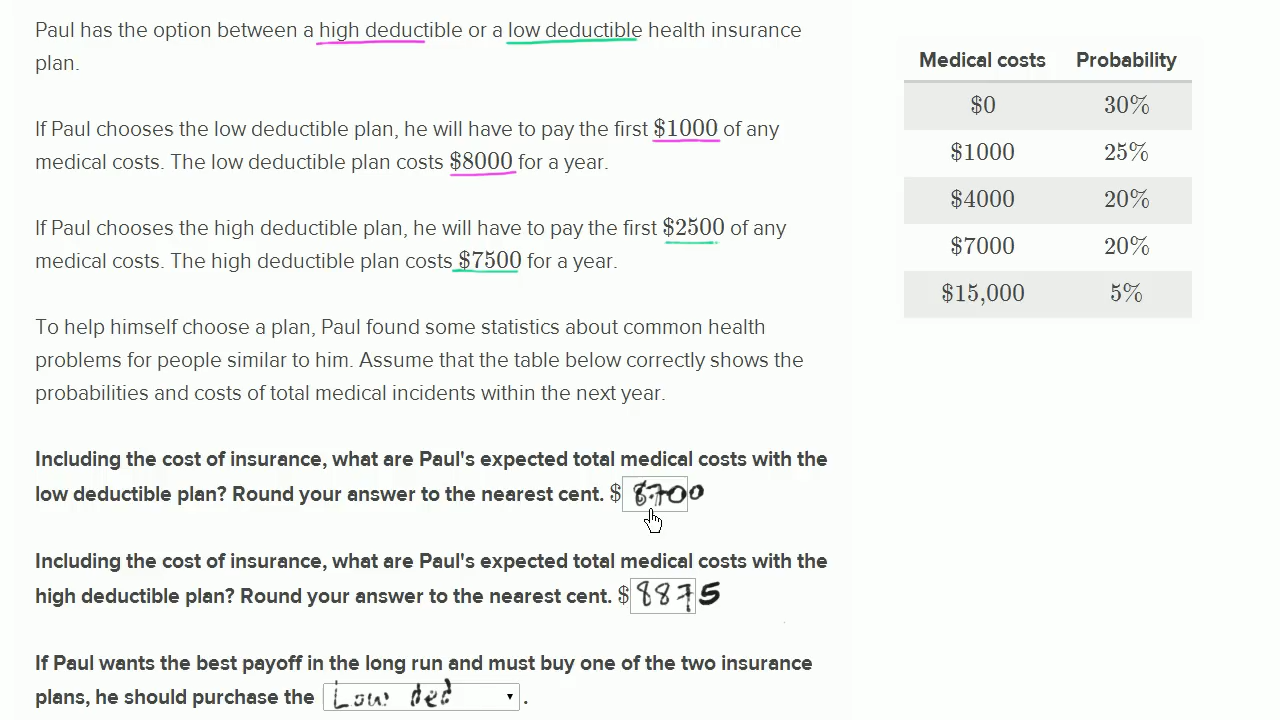 Paul has the option between a high deductible or a low deductible health insurance
plan.
If Paul chooses the low deductible plan, he will have to pay the first $1000 of any
medical costs. The low deductible plan costs $8000 for a year.
If Paul chooses the high deductible plan, he will have to pay the first $2500 of any
medical costs. The high deductible plan costs $7500 for a year.
To help himself choose a plan, Paul found some statistics about common health
problems for people similar to him. Assume that the table below correctly shows the
probabilities and costs of total medical incidents within the next year.
Including the cost of insurance, what are Paul's expected total medical costs with the
low deductible plan? Round your answer to the nearest cent. $ 8700
Including the cost of insurance, what are Paul's expected total medical costs with the
high deductible plan? Round your answer to the nearest cent. $ 8875
If Paul wants the best payoff in the long run and must buy one of the two insurance
plans, he should purchase the Low ded .
Medical costs Probability
$0 30%
$1000 25%
$4000 20%
$7000 20%
$15,000 5%